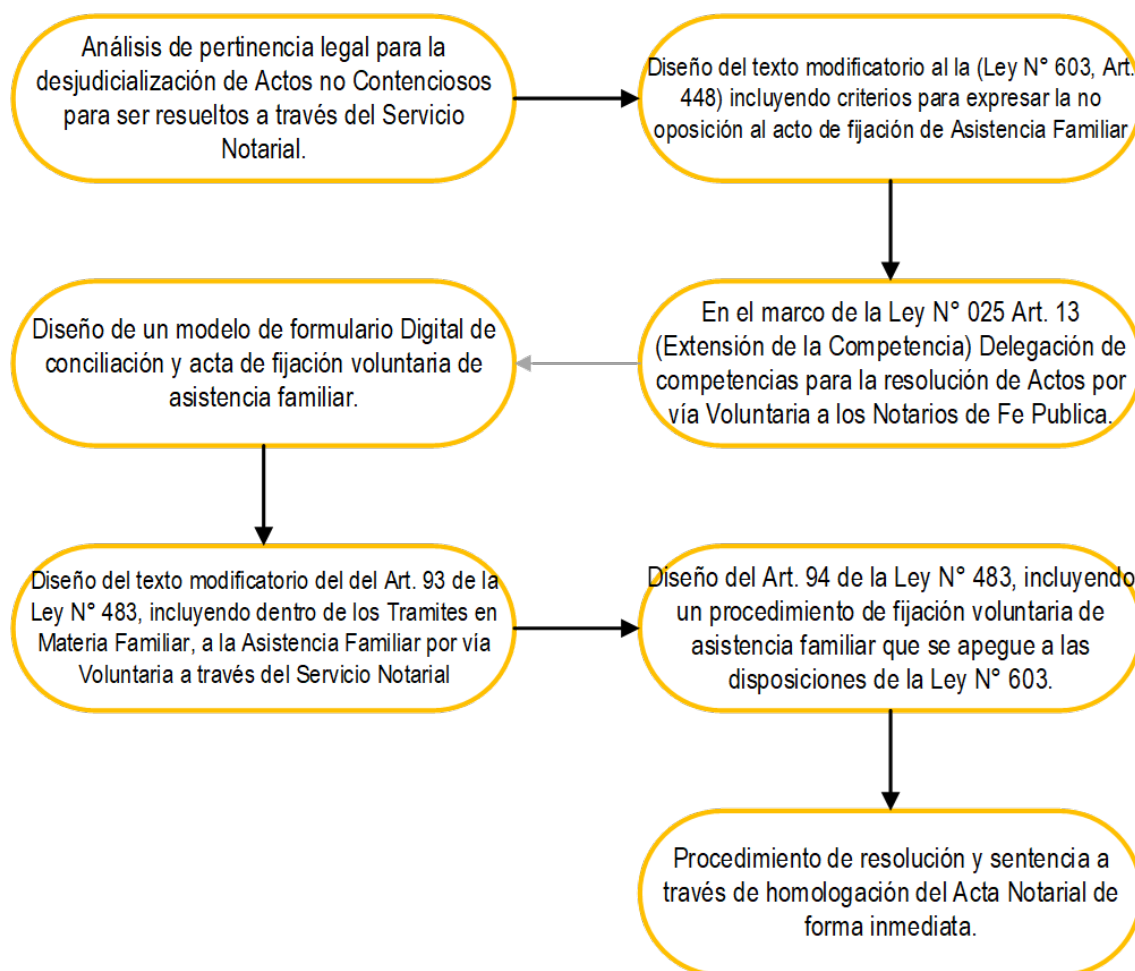 Análisis de pertinencia legal para la
desjudicialización de Actos no Contenciosos
para ser resueltos a través del Servicio
Notarial.
Diseño del texto modificatorio al la (Ley N° 603, Art.
448) incluyendo criterios para expresar la no
oposición al acto de fijación de Asistencia Familiar
En el marco de la Ley N° 025 Art. 13
(Extensión de la Competencia) Delegación de
competencias para la resolución de Actos por
vía Voluntaria a los Notarios de Fe Publica.
Diseño de un modelo de formulario Digital de
conciliación y acta de fijación voluntaria de
asistencia familiar.
Diseño del texto modificatorio del del Art. 93 de la
Ley N° 483, incluyendo dentro de los Tramites en
Materia Familiar, a la Asistencia Familiar por vía
Voluntaria a través del Servicio Notarial
Diseño del Art. 94 de la Ley N° 483, incluyendo
un procedimiento de fijación voluntaria de
asistencia familiar que se apegue a las
disposiciones de la Ley N° 603.
Procedimiento de resolución y sentencia a
través de homologación del Acta Notarial de
forma inmediata.